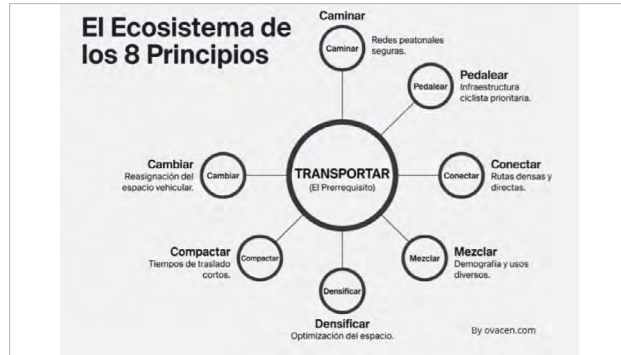 El Ecosistema de
los 8 Principios
Caminar
Caminar
Redes peatonales
seguras.
Pedalear
Pedalear
Infraestructura
ciclista prioritaria.
Cambiar
Reasignación del
espacio vehicular.
Cambiar
TRANSPORTAR
(El Prerrequisito)
Conectar
Conectar
Rutas densas y
directas.
Compactar
Tiempos de traslado
cortos.
Compactar
Mezclar
Mezclar
Demografía y usos
diversos.
Densificar
Densificar
Optimización del espacio.
By ovacen.com